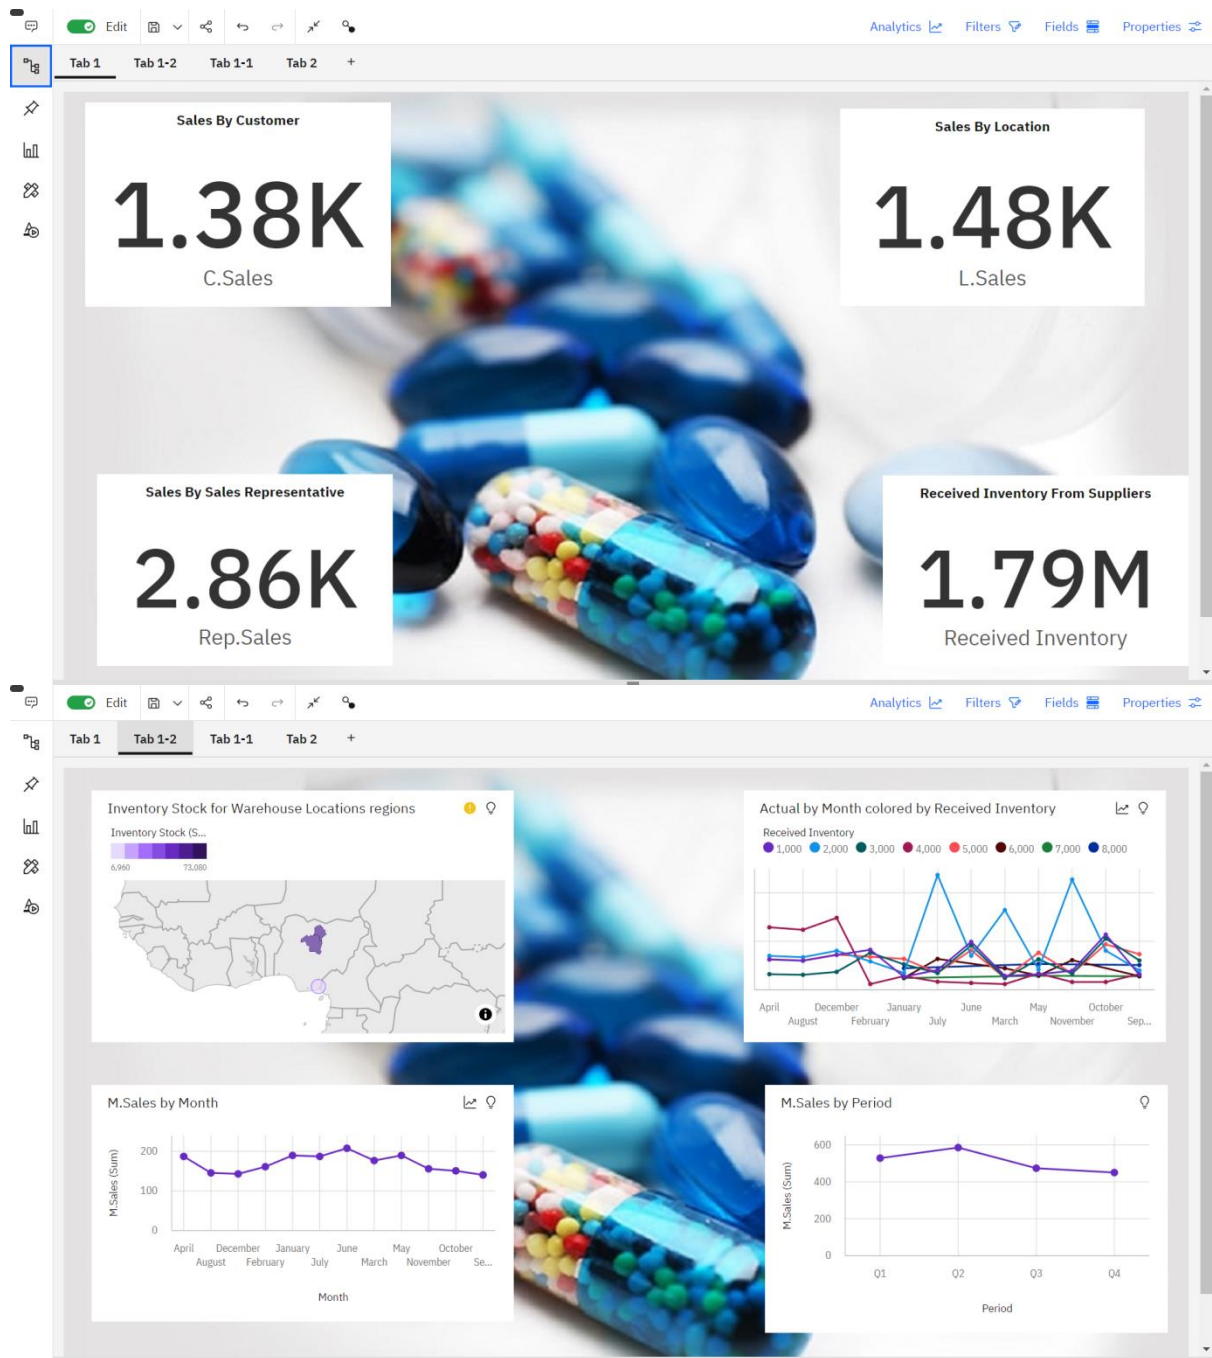 Edit
Analytics Filters Fields Properties
Tab 1 Tab 1-2 Tab 1-1 Tab 2 +
Sales By Customer
1.38K
C.Sales
Sales By Location
1.48K
L.Sales
Sales By Sales Representative
2.86K
Rep.Sales
Received Inventory From Suppliers
1.79M
Received Inventory
Edit
Analytics Filters Fields Properties
Tab 1 Tab 1-2 Tab 1-1 Tab 2 +
Inventory Stock for Warehouse Locations regions
Inventory Stock (S...
6,960 73,080
Actual by Month colored by Received Inventory
Received Inventory
1,000 2,000 3,000 4,000 5,000 6,000 7,000 8,000
April December January June May October
August February July March November Sep...
M.Sales by Month
M.Sales (Sum)
200
100
0
April December January June May October
August February July March November Se...
Month
M.Sales by Period
M.Sales (Sum)
600
400
200
0
Q1 Q2 Q3 Q4
Period